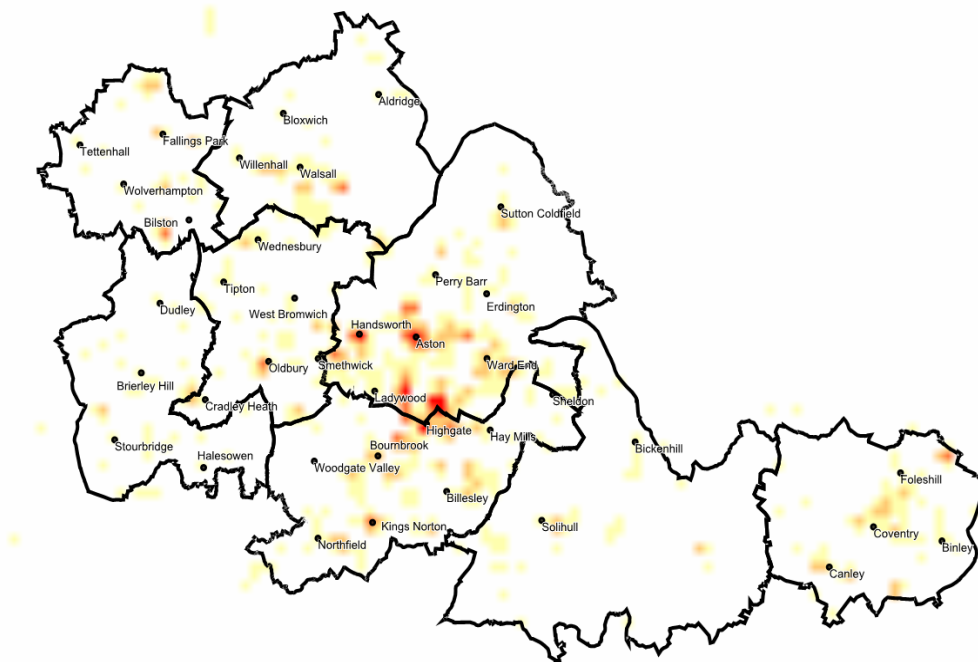 Aldridge
Bloxwich
Fallings Park
Tettenhall
Willenhall
Walsall
Wolverhampton
Sutton Coldfield
Bilston
Wednesbury
Perry Barr
Tipton
Erdington
Dudley
West Bromwich
Handsworth
Aston
Oldbury
Smethwick
Ward End
Brierley Hill
Ladywood
Sheldon
Cradley Heath
Highgate
Hay Mills
Stourbridge
Bournbrook
Bickenhill
Halesowen
Woodgate Valley
Foleshill
Billesley
Kings Norton
Solihull
Coventry
Northfield
Binley
Canley